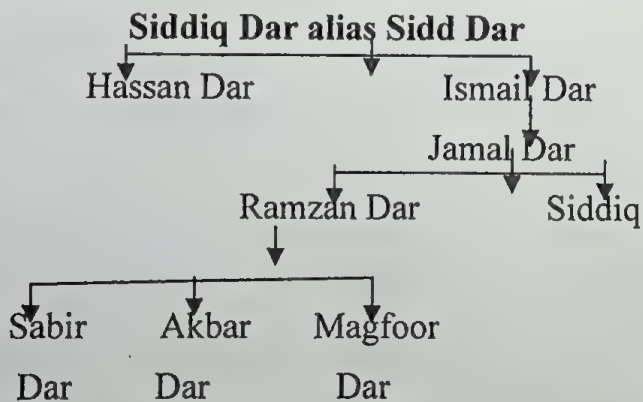 Siddiq Dar alias Sidd Dar
Hassan Dar Ismail Dar
Jamal Dar
Ramzan Dar Siddiq
Sabir Akbar Magfoor
Dar Dar Dar